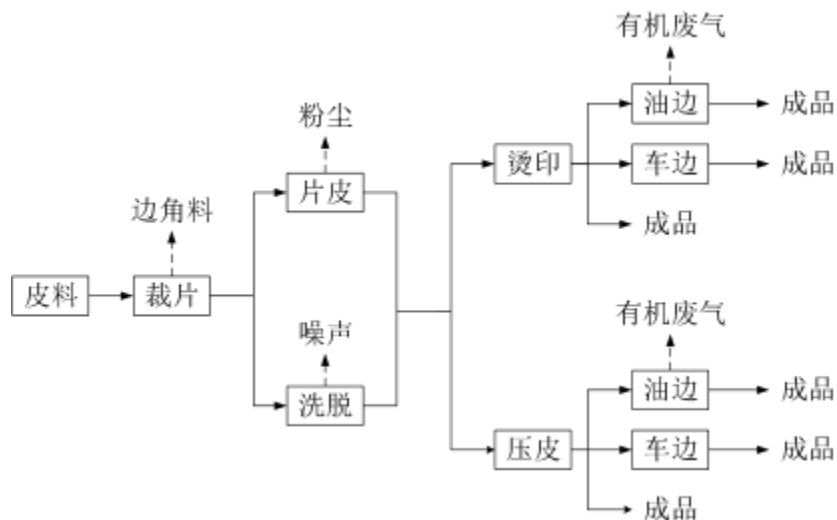 有机废气
油边
成品
粉尘
烫印
车边
成品
片皮
边角料
成品
皮料
裁片
有机废气
噪声
油边
成品
洗脱
压皮
车边
成品
成品